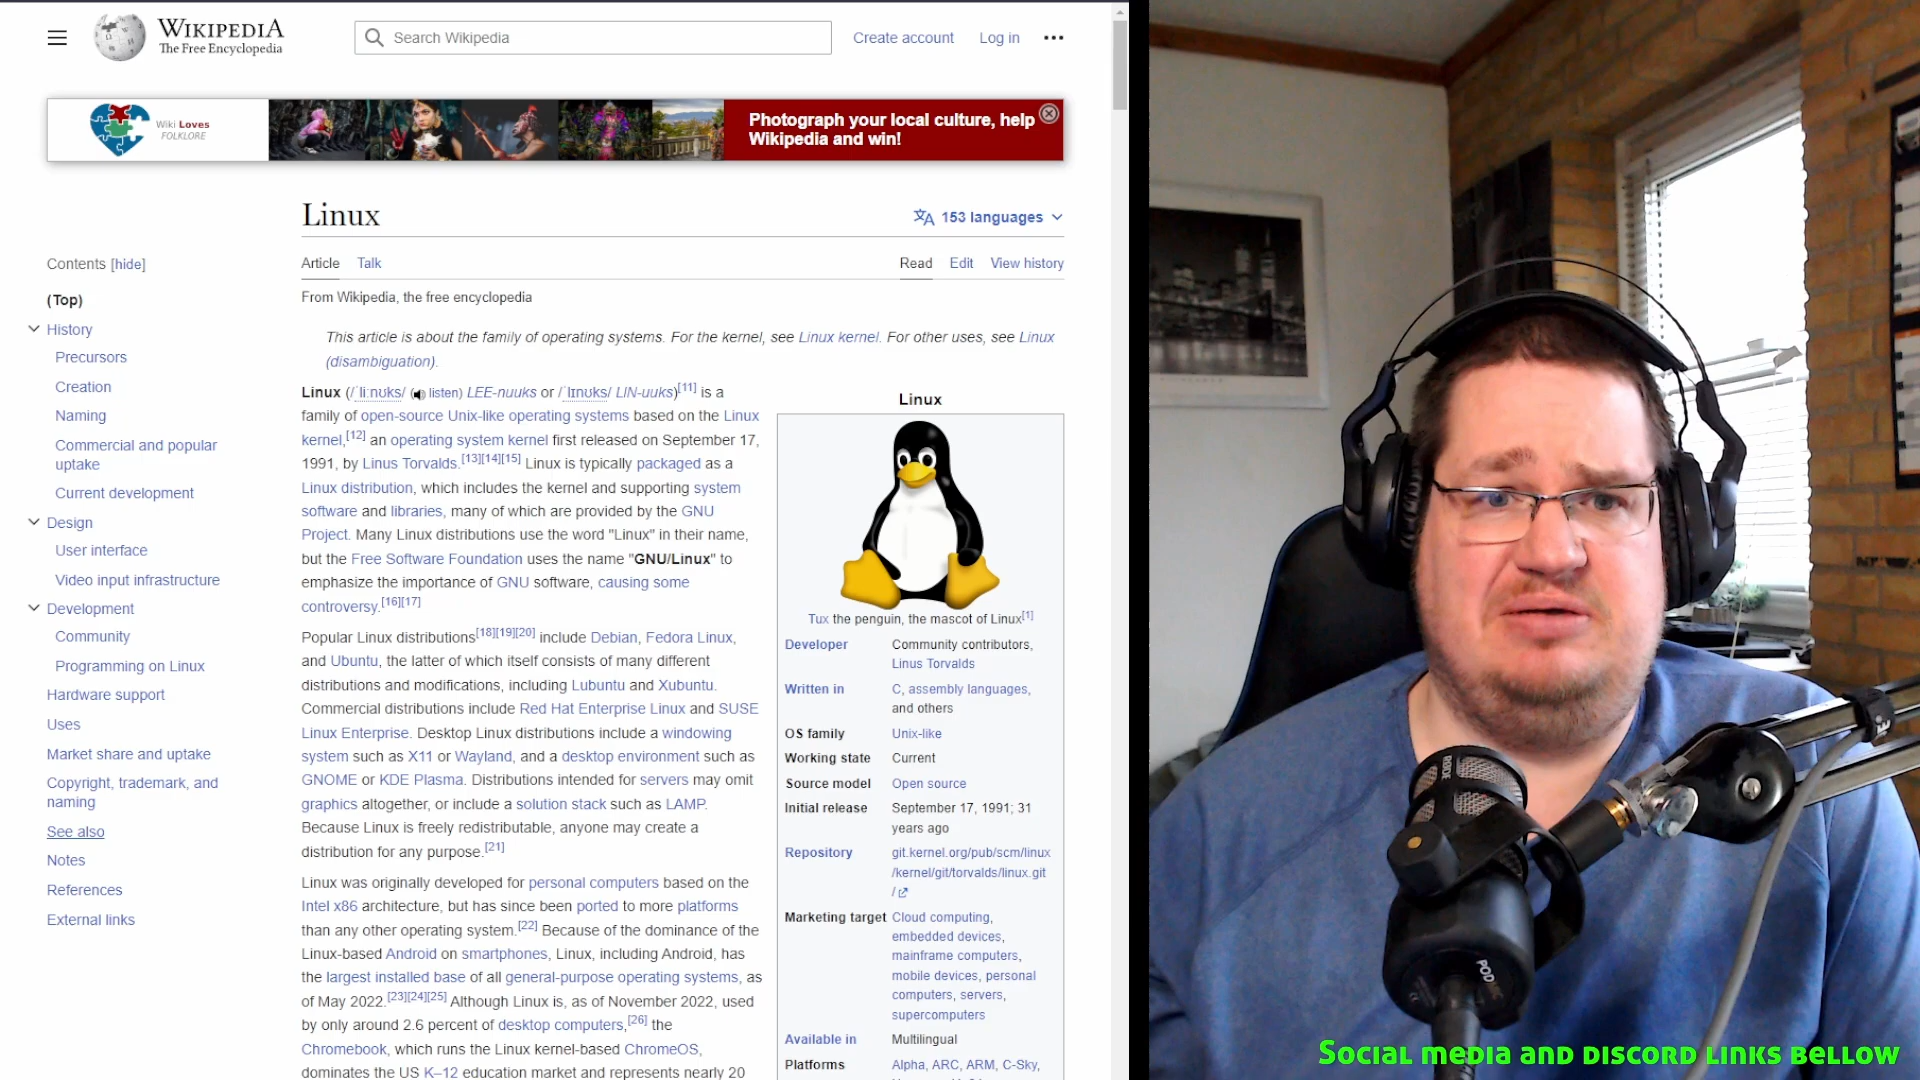 WIKIPEDIA
The Free Encyclopedia
Search Wikipedia
Create account
Log in
Wiki Loves
FOLKLORE
Photograph your local culture, help
Wikipedia and win!
Linux
153 languages
Article
Talk
Read
Edit
View history
From Wikipedia, the free encyclopedia
Contents [hide]
(Top)
History
Precursors
Creation
Naming
Commercial and popular
uptake
Current development
Design
User interface
Video input infrastructure
Development
Community
Programming on Linux
Hardware support
Uses
Market share and uptake
Copyright, trademark, and
naming
See also
Notes
References
External links
This article is about the family of operating systems. For the kernel, see Linux kernel. For other uses, see Linux
(disambiguation).
Linux (/ˈliːnʊks/ (listen) LEE-nuuks or /ˈlɪnʊks/ LIN-uuks)[11] is a
family of open-source Unix-like operating systems based on the Linux
kernel,[12] an operating system kernel first released on September 17,
1991, by Linus Torvalds.[13][14][15] Linux is typically packaged as a
Linux distribution, which includes the kernel and supporting system
software and libraries, many of which are provided by the GNU
Project. Many Linux distributions use the word "Linux" in their name,
but the Free Software Foundation uses the name "GNU/Linux" to
emphasize the importance of GNU software, causing some
controversy.[16][17]
Popular Linux distributions[18][19][20] include Debian, Fedora Linux,
and Ubuntu, the latter of which itself consists of many different
distributions and modifications, including Lubuntu and Xubuntu.
Commercial distributions include Red Hat Enterprise Linux and SUSE
Linux Enterprise. Desktop Linux distributions include a windowing
system such as X11 or Wayland, and a desktop environment such as
GNOME or KDE Plasma. Distributions intended for servers may omit
graphics altogether, or include a solution stack such as LAMP.
Because Linux is freely redistributable, anyone may create a
distribution for any purpose.[21]
Linux was originally developed for personal computers based on the
Intel x86 architecture, but has since been ported to more platforms
than any other operating system.[22] Because of the dominance of the
Linux-based Android on smartphones, Linux, including Android, has
the largest installed base of all general-purpose operating systems, as
of May 2022.[23][24][25] Although Linux is, as of November 2022, used
by only around 2.6 percent of desktop computers,[26] the
Chromebook, which runs the Linux kernel-based ChromeOS,
dominates the US K–12 education market and represents nearly 20
Linux
Tux the penguin, the mascot of Linux[1]
Developer Community contributors,
Linus Torvalds
Written in C, assembly languages,
and others
OS family Unix-like
Working state Current
Source model Open source
Initial release September 17, 1991; 31
years ago
Repository git.kernel.org/pub/scm/linux
/kernel/git/torvalds/linux.git
/
Marketing target Cloud computing,
embedded devices,
mainframe computers,
mobile devices, personal
computers, servers,
supercomputers
Available in Multilingual
Platforms Alpha, ARC, ARM, C-Sky,
RØDE
Social media and discord links bellow